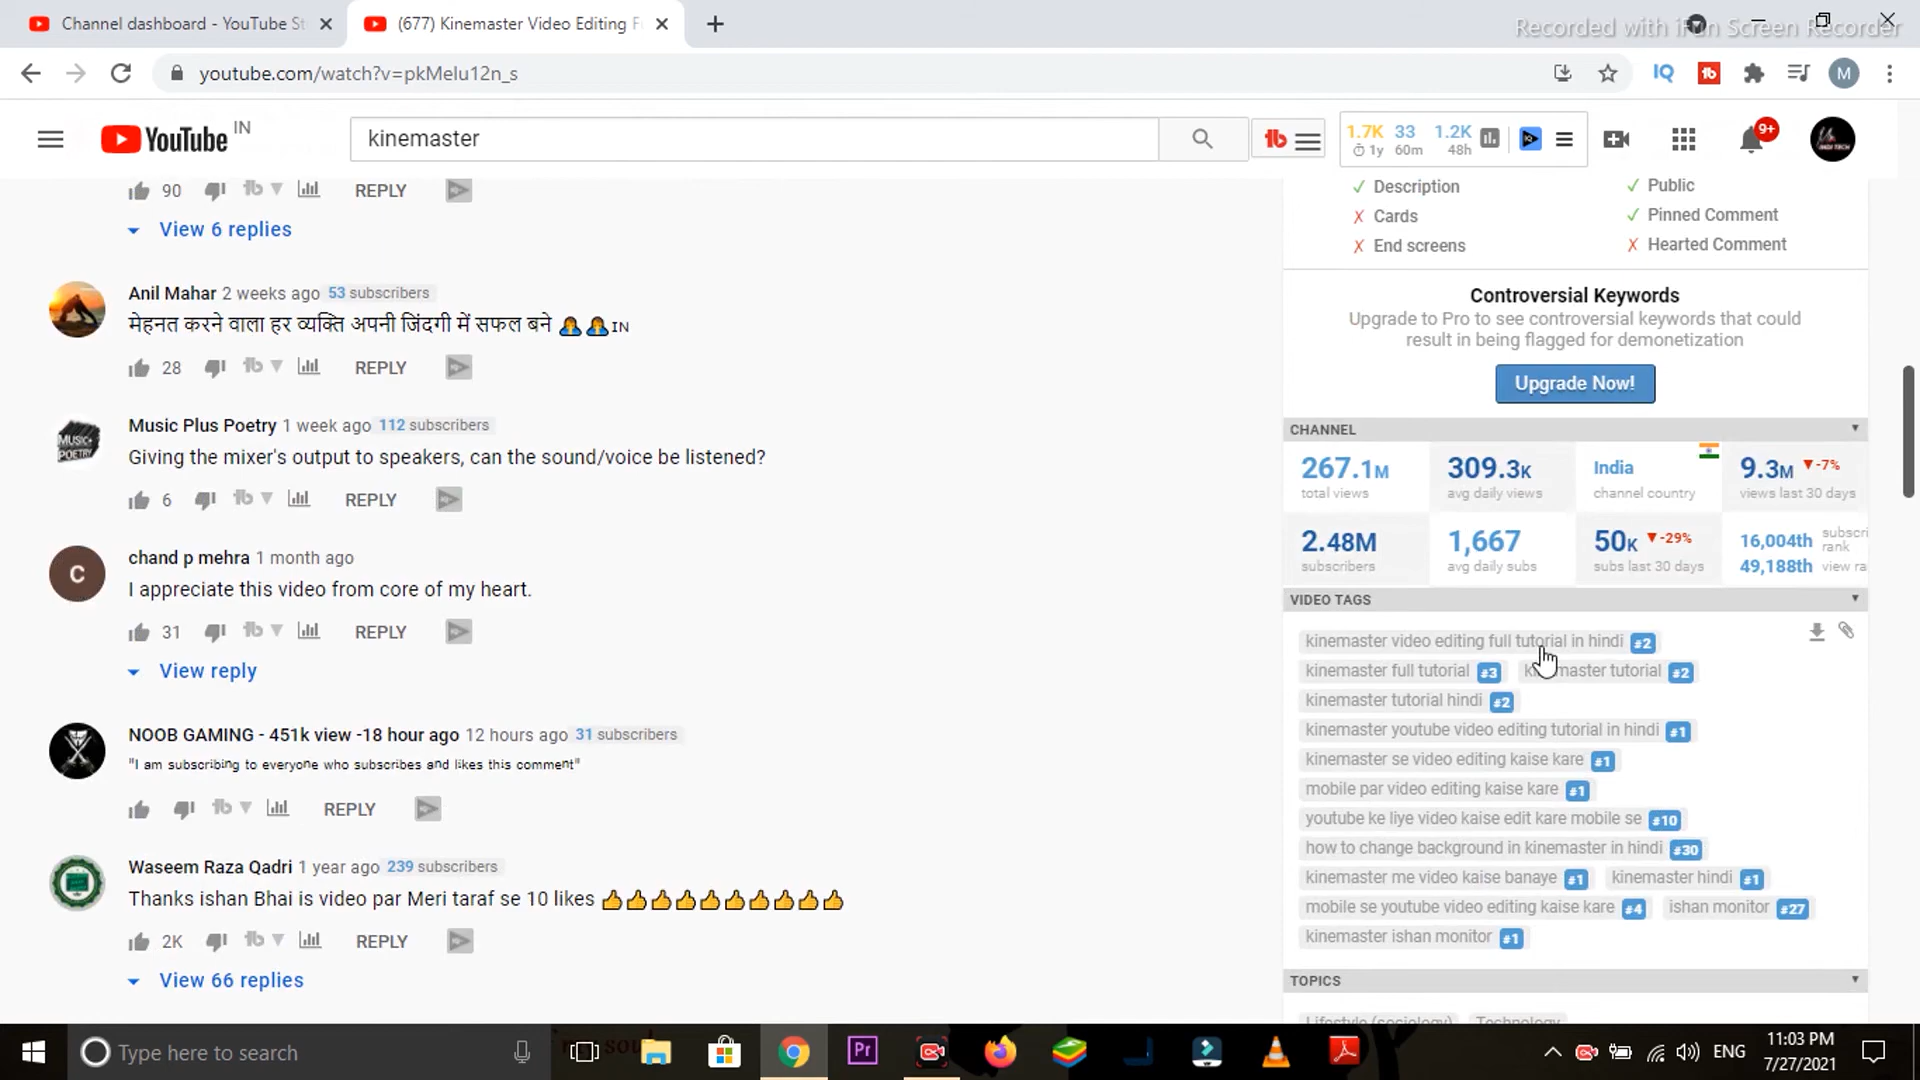 Channel dashboard - YouTube St
(677) Kinemaster Video Editing F
Recorded with iFun Screen Recorder
youtube.com/watch?v=pkMelu12n_s
IQ
tb
M
YouTube IN
kinemaster
tb
1.7K 33 1.2K
1y 60m 48h
9+
90 REPLY
View 6 replies
Anil Mahar 2 weeks ago 53 subscribers
मेहनत करने वाला हर व्यक्ति अपनी जिंदगी में सफल बने IN
28 REPLY
Music Plus Poetry 1 week ago 112 subscribers
Giving the mixer's output to speakers, can the sound/voice be listened?
6 REPLY
C
chand p mehra 1 month ago
I appreciate this video from core of my heart.
31 REPLY
View reply
NOOB GAMING - 451k view -18 hour ago 12 hours ago 31 subscribers
"I am subscribing to everyone who subscribes and likes this comment"
REPLY
Waseem Raza Qadri 1 year ago 239 subscribers
Thanks ishan Bhai is video par Meri taraf se 10 likes
2K REPLY
View 66 replies
✓ Description ✓ Public
✗ Cards ✓ Pinned Comment
✗ End screens ✗ Hearted Comment
Controversial Keywords
Upgrade to Pro to see controversial keywords that could
result in being flagged for demonetization
Upgrade Now!
CHANNEL
267.1M 309.3K India 9.3M ▼-7%
total views avg daily views channel country views last 30 days
2.48M 1,667 50K ▼-29% 16,004th subscri rank
subscribers avg daily subs subs last 30 days 49,188th view ra
VIDEO TAGS
kinemaster video editing full tutorial in hindi #2
kinemaster full tutorial #3 master tutorial #2
kinemaster tutorial hindi #2
kinemaster youtube video editing tutorial in hindi #1
kinemaster se video editing kaise kare #1
mobile par video editing kaise kare #1
youtube ke liye video kaise edit kare mobile se #10
how to change background in kinemaster in hindi #30
kinemaster me video kaise banaye #1 kinemaster hindi #1
mobile se youtube video editing kaise kare #4 ishan monitor #27
kinemaster ishan monitor #1
TOPICS
Lifestyle (sociology) Technology
Type here to search
Pr
ENG
11:03 PM
7/27/2021